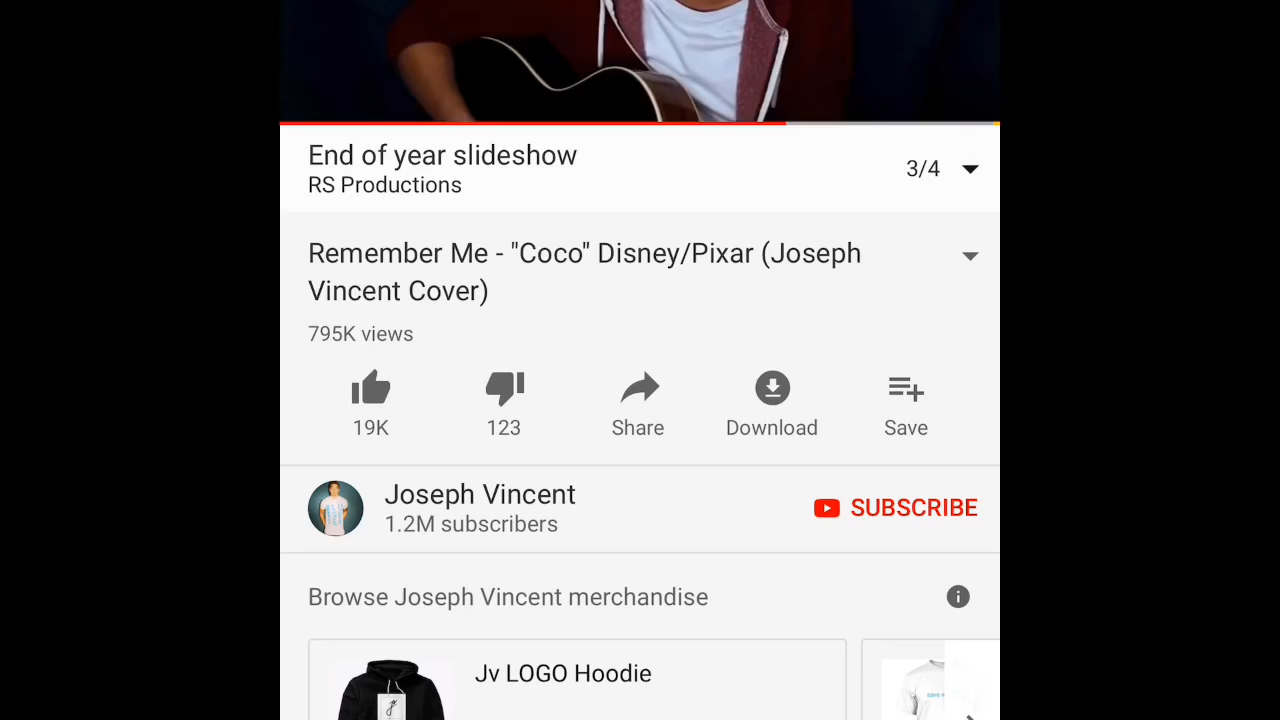 End of year slideshow
RS Productions
3/4
Remember Me - "Coco" Disney/Pixar (Joseph
Vincent Cover)
795K views
19K
123
Share
Download
Save
Joseph Vincent
1.2M subscribers
SUBSCRIBE
Browse Joseph Vincent merchandise
Jv LOGO Hoodie